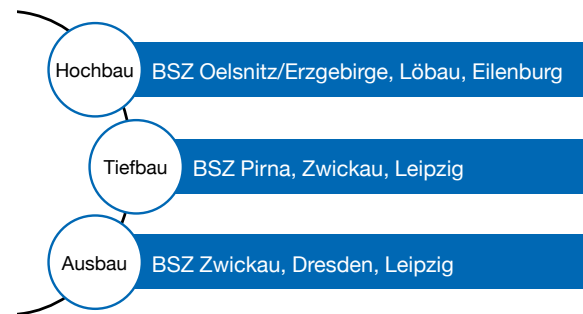 Hochbau BSZ Oelsnitz/Erzgebirge, Löbau, Eilenburg
Tiefbau BSZ Pirna, Zwickau, Leipzig
Ausbau BSZ Zwickau, Dresden, Leipzig